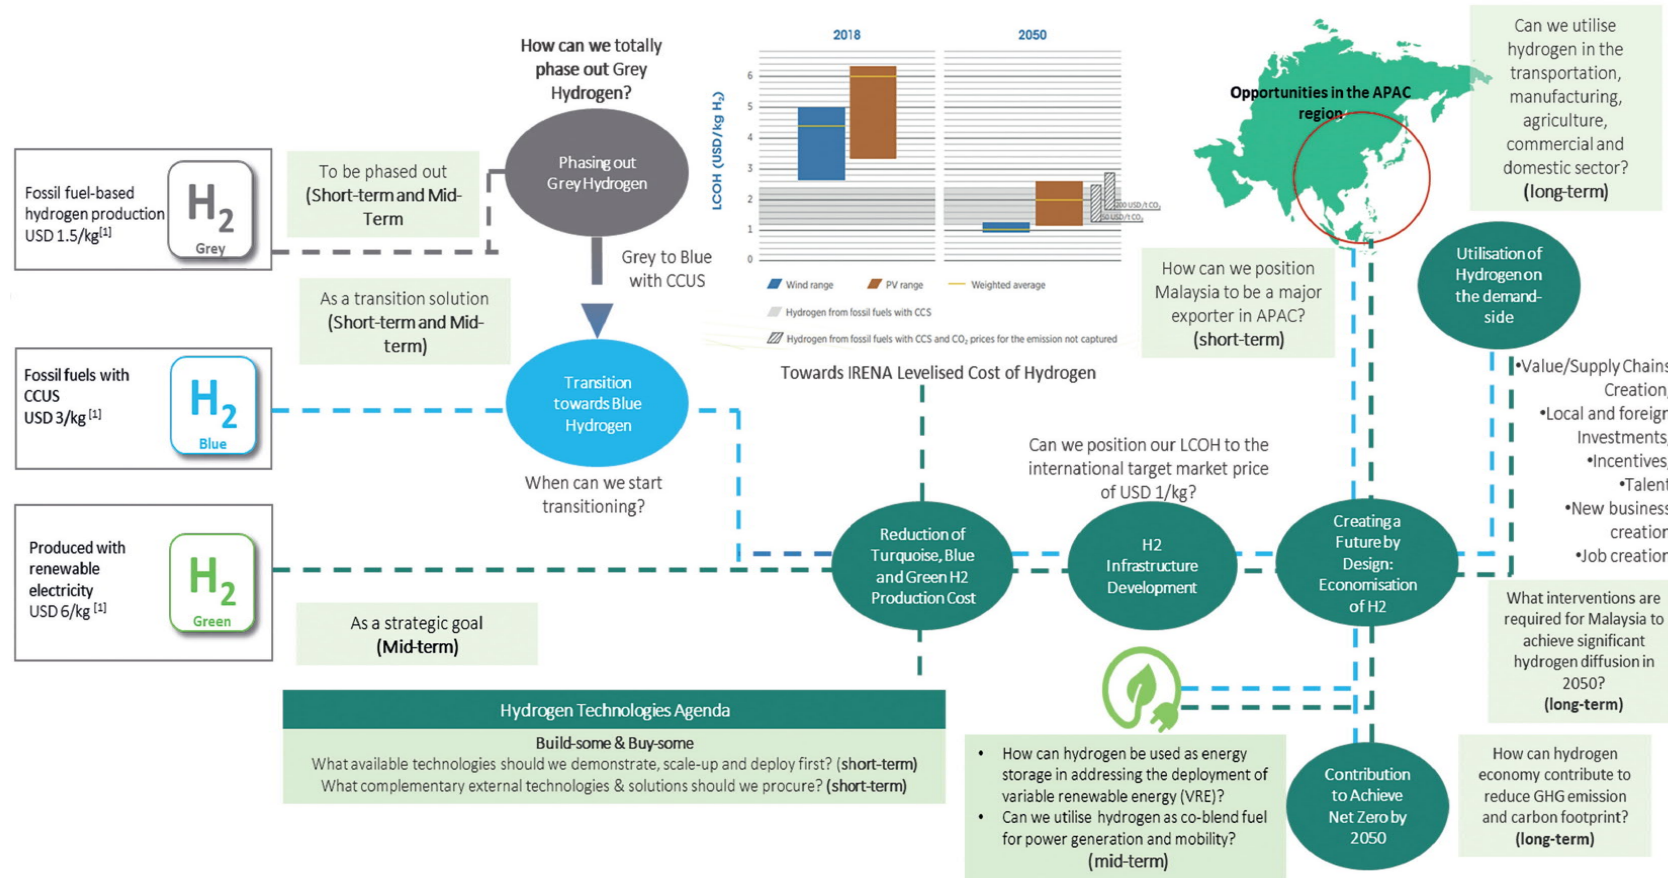 How can we totally
phase out Grey
Hydrogen?
Fossil fuel-based
hydrogen production
USD 1.5/kg[1]
H2
Grey
To be phased out
(Short-term and Mid-
Term
Phasing out
Grey Hydrogen
Grey to Blue
with CCUS
As a transition solution
(Short-term and Mid-
term)
Fossil fuels with
CCUS
USD 3/kg [1]
H2
Blue
Transition
towards Blue
Hydrogen
When can we start
transitioning?
Produced with
renewable
electricity
USD 6/kg [1]
H2
Green
As a strategic goal
(Mid-term)
2018
2050
LCOH (USD/kg H₂)
6
5
4
3
2
1
0
200 USD/t CO₂
50 USD/t CO₂
Wind range
PV range
Weighted average
Hydrogen from fossil fuels with CCS
Hydrogen from fossil fuels with CCS and CO₂ prices for the emission not captured
Towards IRENA Levelised Cost of Hydrogen
Opportunities in the APAC
region
Can we utilise
hydrogen in the
transportation,
manufacturing,
agriculture,
commercial and
domestic sector?
(long-term)
How can we position
Malaysia to be a major
exporter in APAC?
(short-term)
Utilisation of
Hydrogen on
the demand-
side
•Value/Supply Chains
Creation,
•Local and foreign
Investments,
•Incentives,
•Talent
•New business
creation
•Job creation
Can we position our LCOH to the
international target market price
of USD 1/kg?
Reduction of
Turquoise, Blue
and Green H2
Production Cost
H2
Infrastructure
Development
Creating a
Future by
Design:
Economisation
of H2
What interventions are
required for Malaysia to
achieve significant
hydrogen diffusion in
2050?
(long-term)
Hydrogen Technologies Agenda
Build-some & Buy-some
What available technologies should we demonstrate, scale-up and deploy first? (short-term)
What complementary external technologies & solutions should we procure? (short-term)
• How can hydrogen be used as energy
storage in addressing the deployment of
variable renewable energy (VRE)?
• Can we utilise hydrogen as co-blend fuel
for power generation and mobility?
(mid-term)
Contribution
to Achieve
Net Zero by
2050
How can hydrogen
economy contribute to
reduce GHG emission
and carbon footprint?
(long-term)